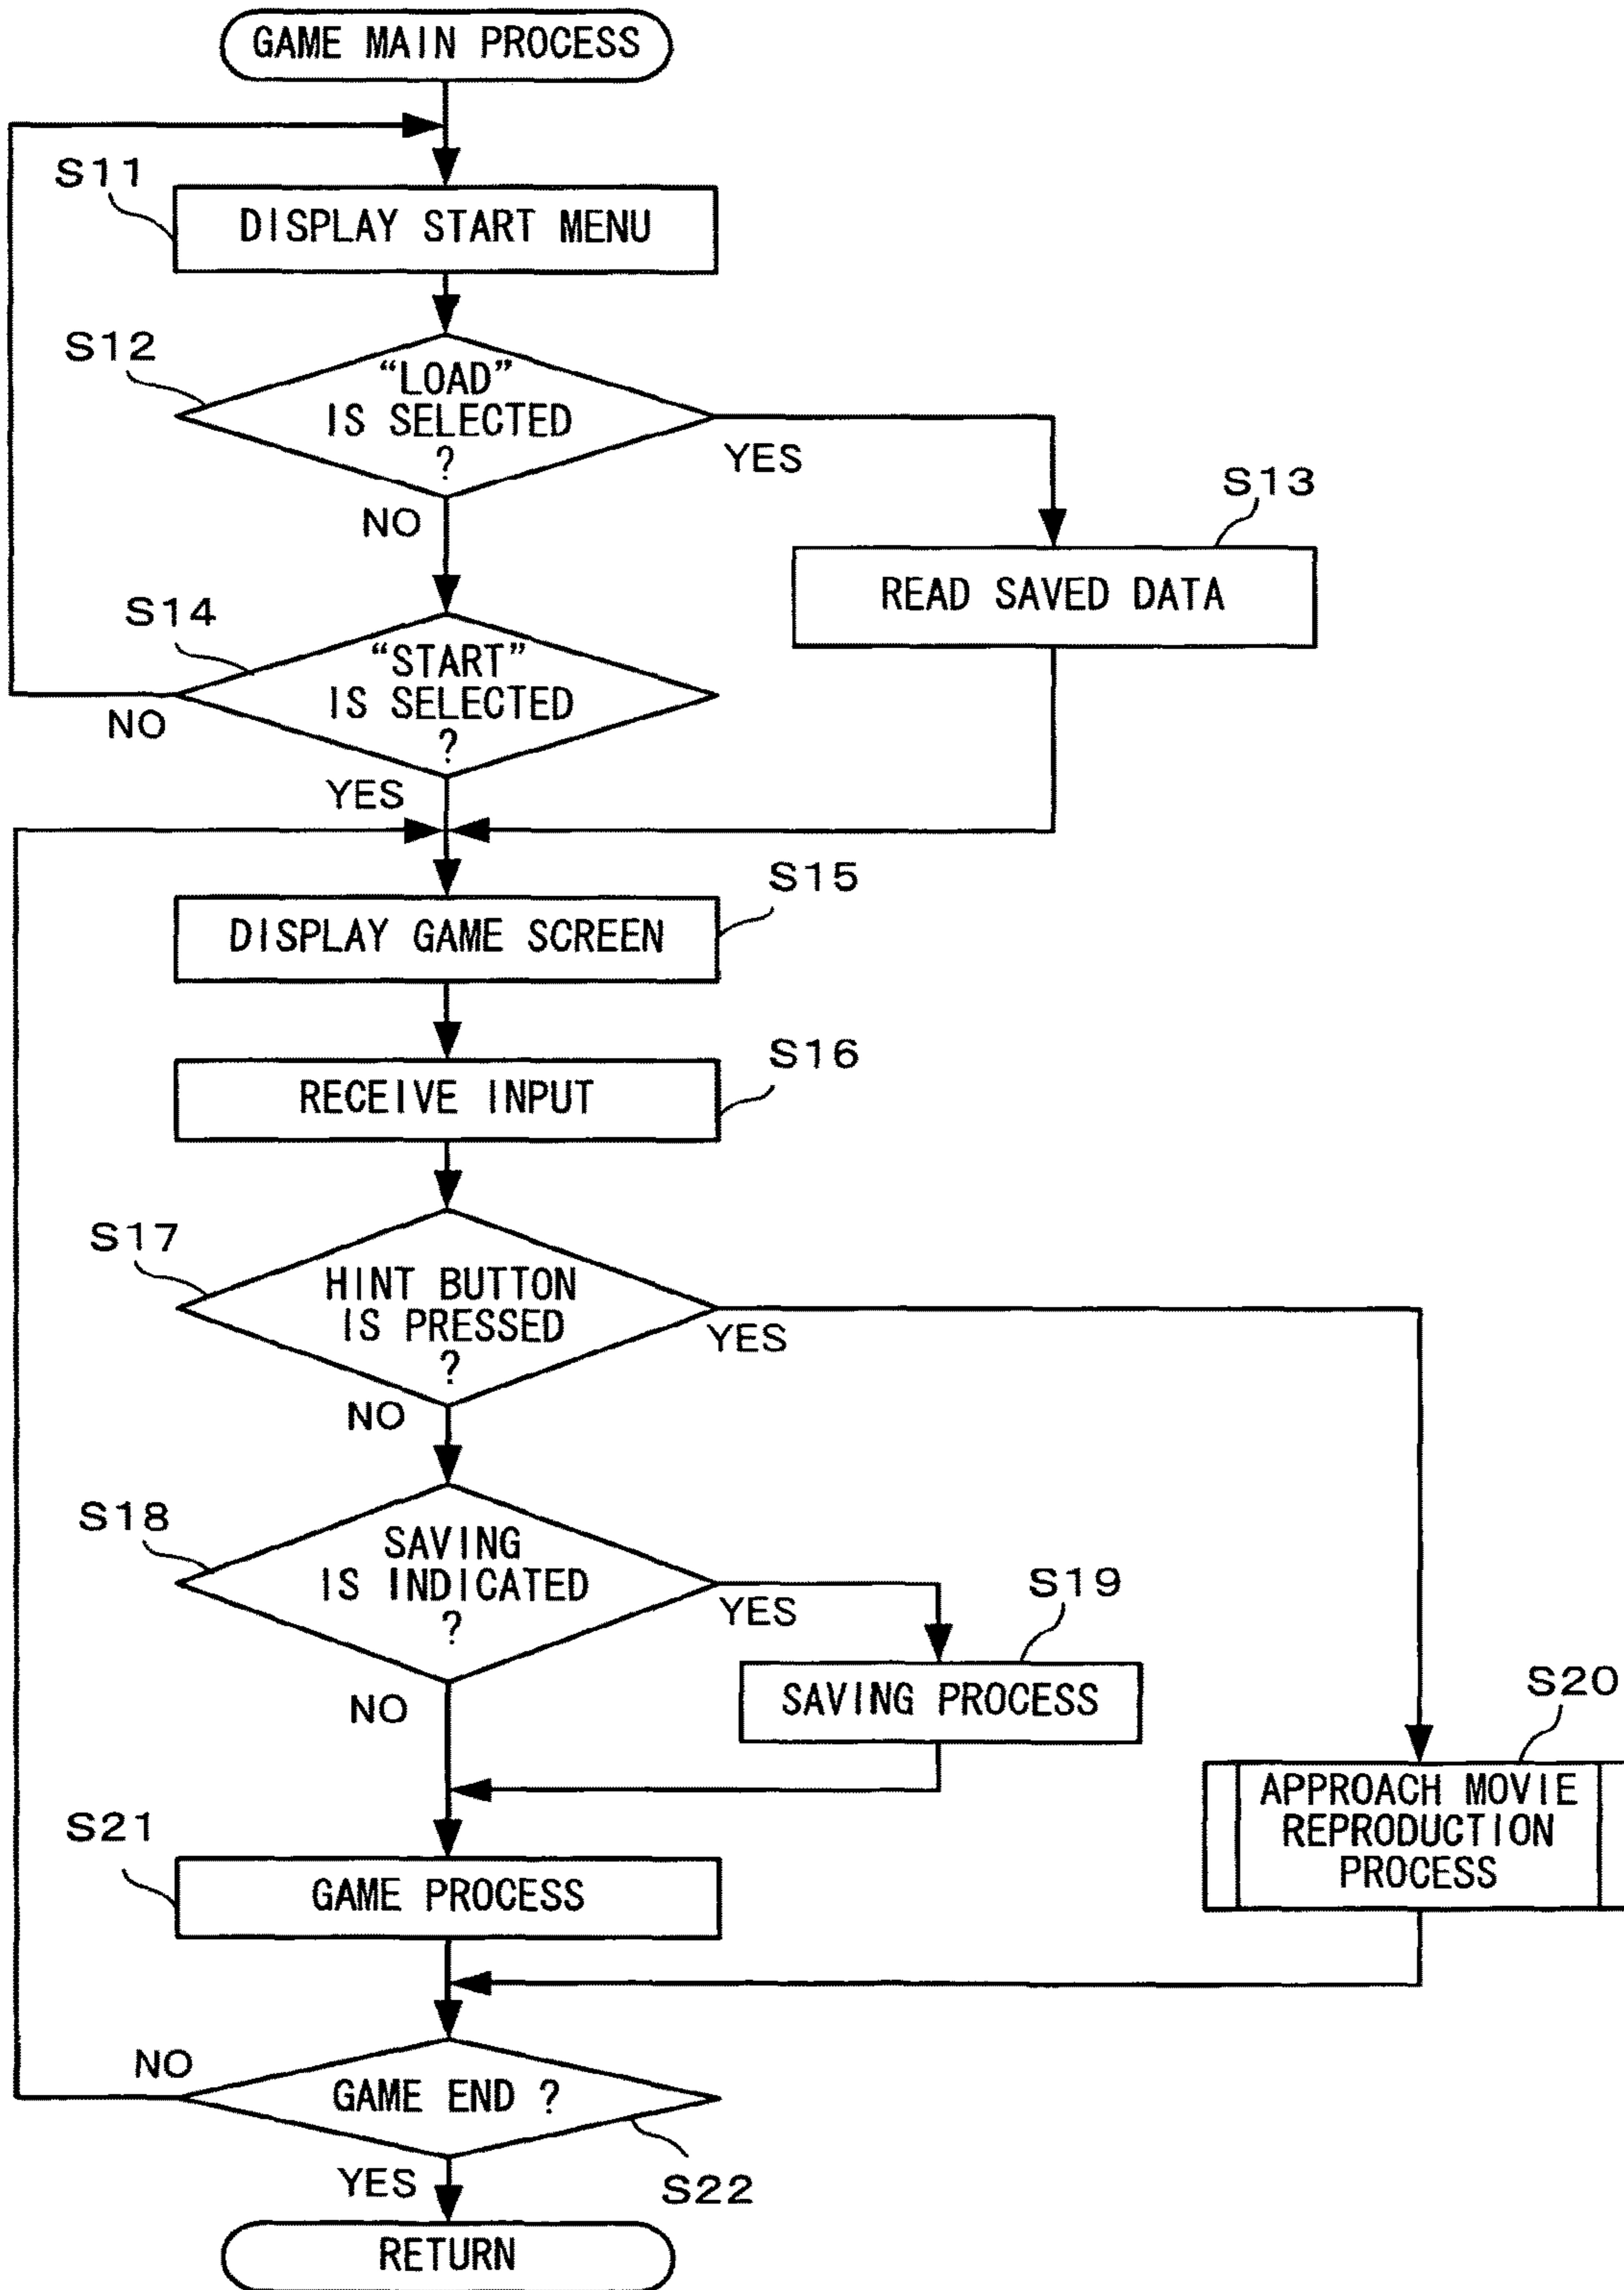 GAME MAIN PROCESS
S11
DISPLAY START MENU
S12
“LOAD”
IS SELECTED
?
YES
NO
S13
READ SAVED DATA
S14
“START”
IS SELECTED
?
NO
YES
S15
DISPLAY GAME SCREEN
S16
RECEIVE INPUT
S17
HINT BUTTON
IS PRESSED
?
YES
NO
S18
SAVING
IS INDICATED
?
YES
NO
S19
SAVING PROCESS
S20
APPROACH MOVIE
REPRODUCTION
PROCESS
S21
GAME PROCESS
NO
GAME END ?
YES
S22
RETURN